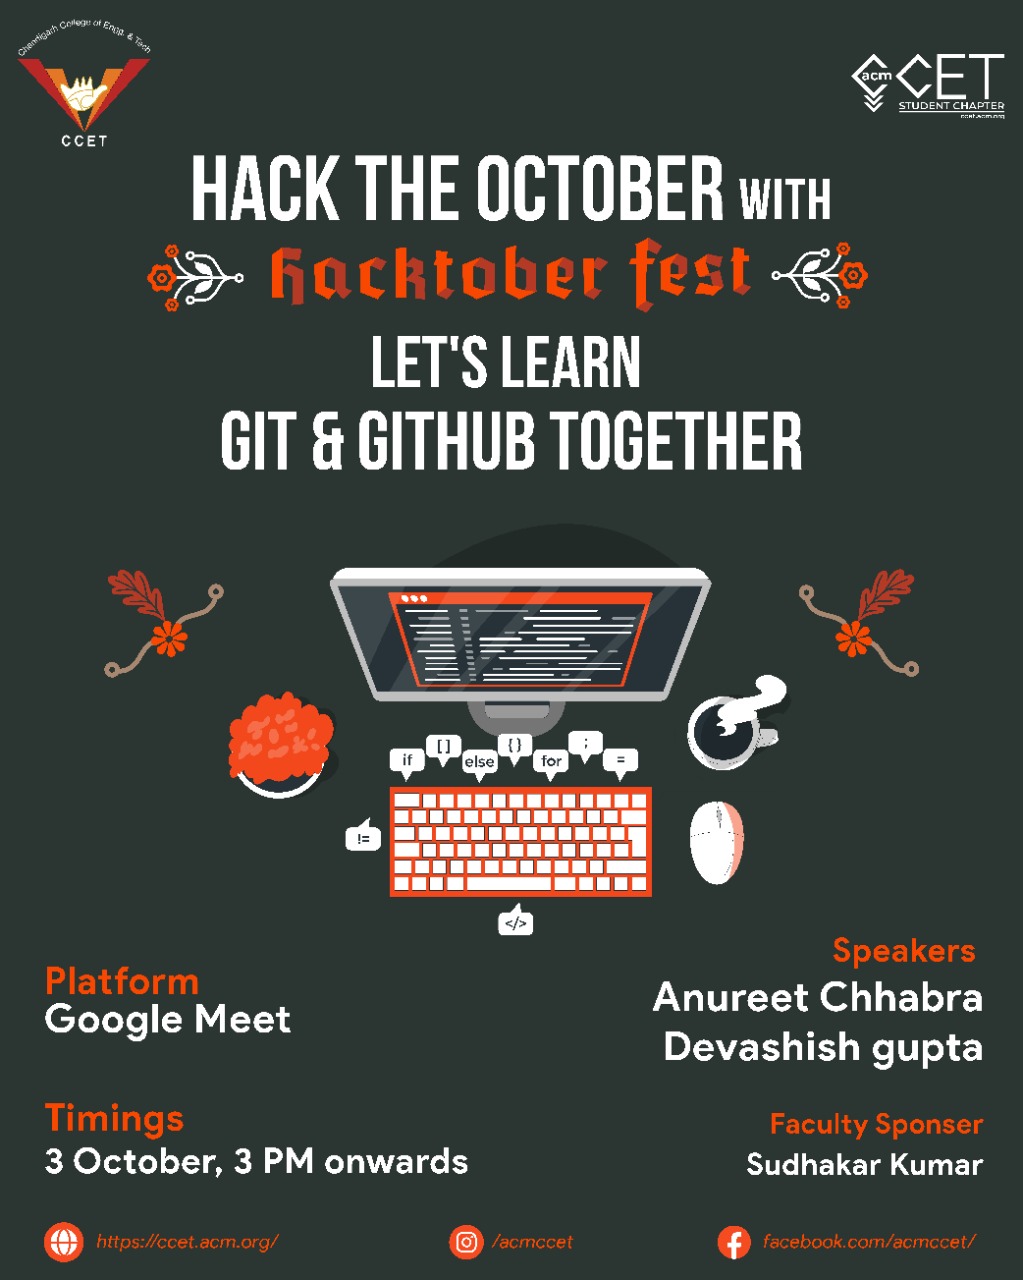 Chandigarh College of Engg. & Tech
CCET
acm CCET
STUDENT CHAPTER
ccet.acm.org
HACK THE OCTOBER WITH
hacktober fest
LET'S LEARN
GIT & GITHUB TOGETHER
if [ ] else { } for ; =
!=
</>
Platform
Google Meet
Timings
3 October, 3 PM onwards
Speakers
Anureet Chhabra
Devashish gupta
Faculty Sponser
Sudhakar Kumar
https://ccet.acm.org/
/acmccet
facebook.com/acmccet/